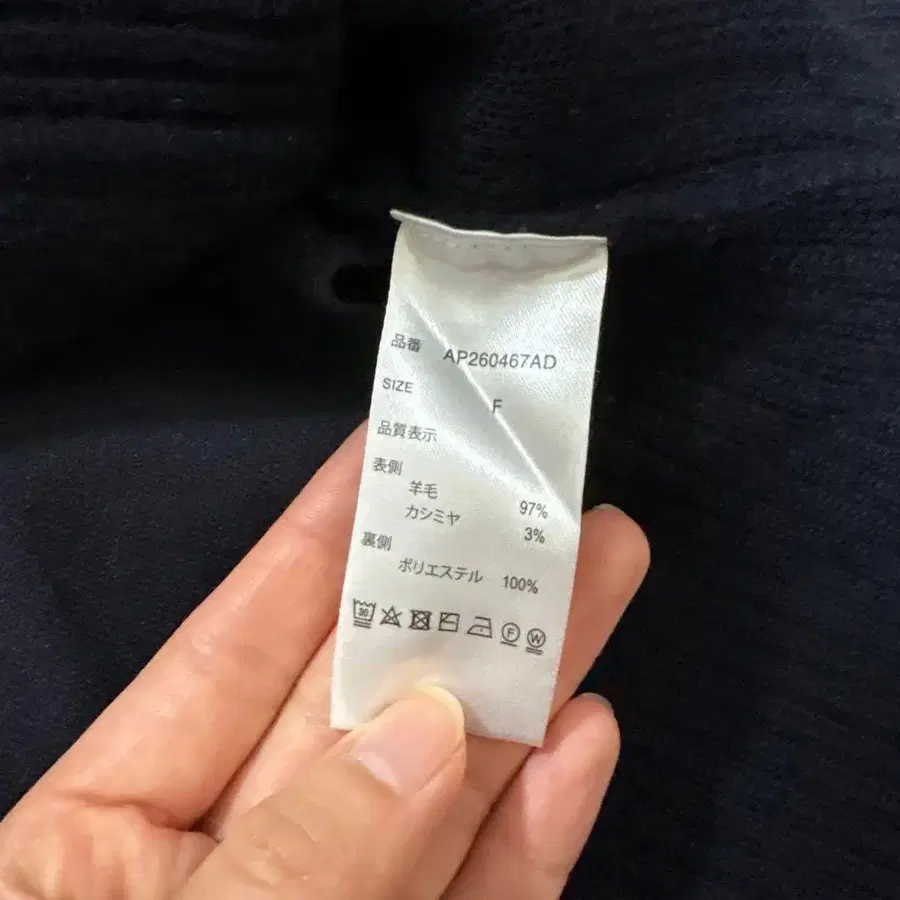 品番 AP260467AD
SIZE F
品質表示
表側
羊毛 97%
カシミヤ 3%
裏側
ポリエステル 100%
30 F W